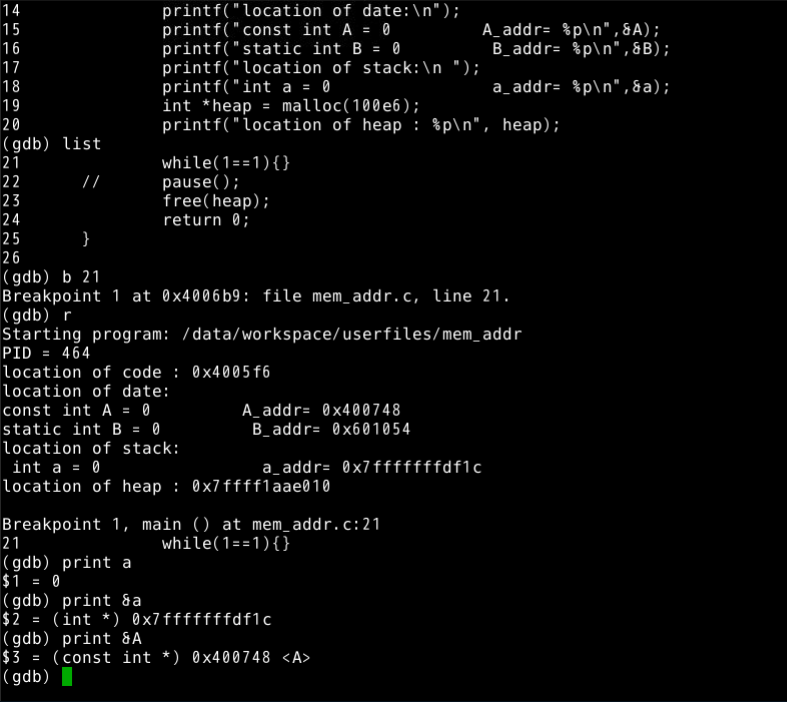 14              printf("location of date:\n");
15              printf("const int A = 0         A_addr= %p\n",&A);
16              printf("static int B = 0         B_addr= %p\n",&B);
17              printf("location of stack:\n ");
18              printf("int a = 0                a_addr= %p\n",&a);
19              int *heap = malloc(100e6);
20              printf("location of heap : %p\n", heap);
(gdb) list
21              while(1==1){}
22      //      pause();
23              free(heap);
24              return 0;
25      }
26
(gdb) b 21
Breakpoint 1 at 0x4006b9: file mem_addr.c, line 21.
(gdb) r
Starting program: /data/workspace/userfiles/mem_addr
PID = 464
location of code : 0x4005f6
location of date:
const int A = 0         A_addr= 0x400748
static int B = 0         B_addr= 0x601054
location of stack:
 int a = 0                a_addr= 0x7fffffffdf1c
location of heap : 0x7ffff1aae010

Breakpoint 1, main () at mem_addr.c:21
21              while(1==1){}
(gdb) print a
$1 = 0
(gdb) print &a
$2 = (int *) 0x7fffffffdf1c
(gdb) print &A
$3 = (const int *) 0x400748 <A>
(gdb)